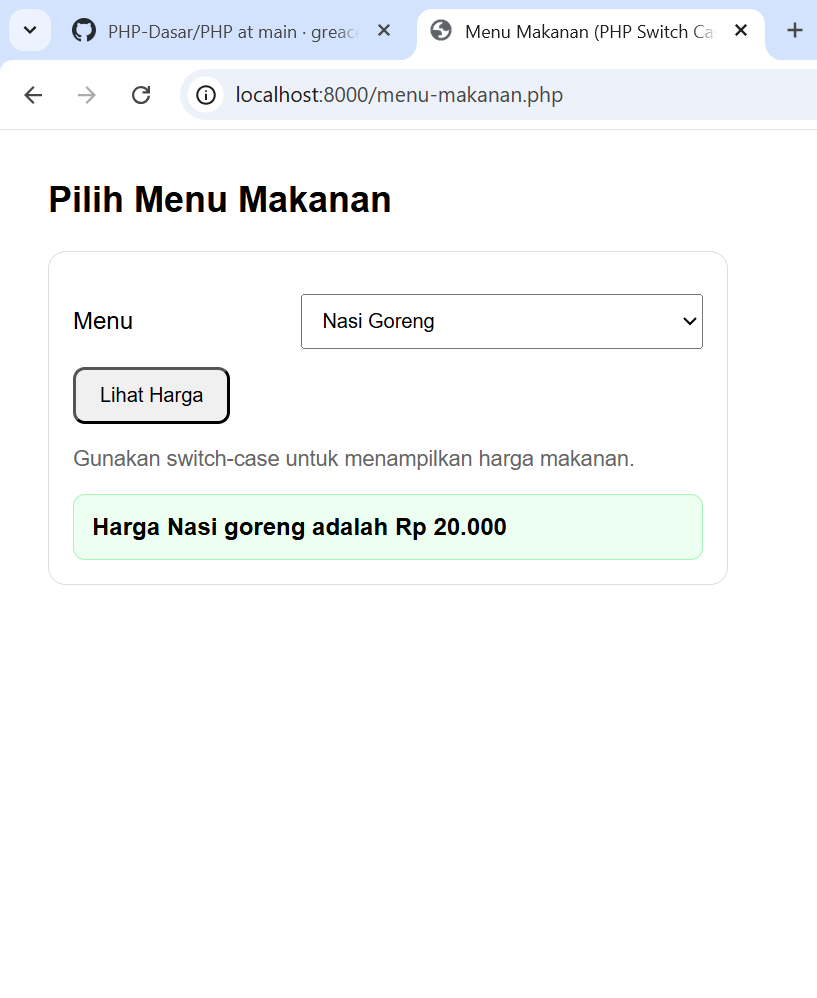 PHP-Dasar/PHP at main · greac
Menu Makanan (PHP Switch Ca
localhost:8000/menu-makanan.php
Pilih Menu Makanan
Menu
Nasi Goreng
Lihat Harga
Gunakan switch-case untuk menampilkan harga makanan.
Harga Nasi goreng adalah Rp 20.000